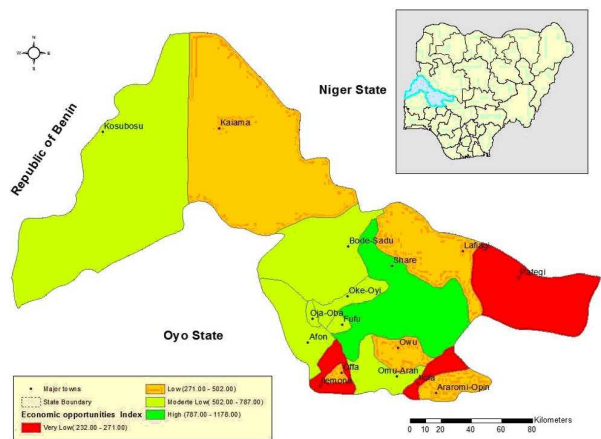 N
W E
S
Niger State
Republic of Benin
Kosubosu
Kaiama
Bode-Sadu
Lafiagi
Share
Oke-Oyi
Oja-Oba
Fufu
Oyo State
Afon
Owu
Offa
Omu-Aran
Araromi-Opin
Major towns
State Boundary
Economic opportunities Index
Very Low (232.00 - 271.00)
Low (271.00 - 502.00)
Moderte Low (502.00 - 787.00)
High (787.00 - 1178.00)
Kilometers
0 10 20 40 60 80